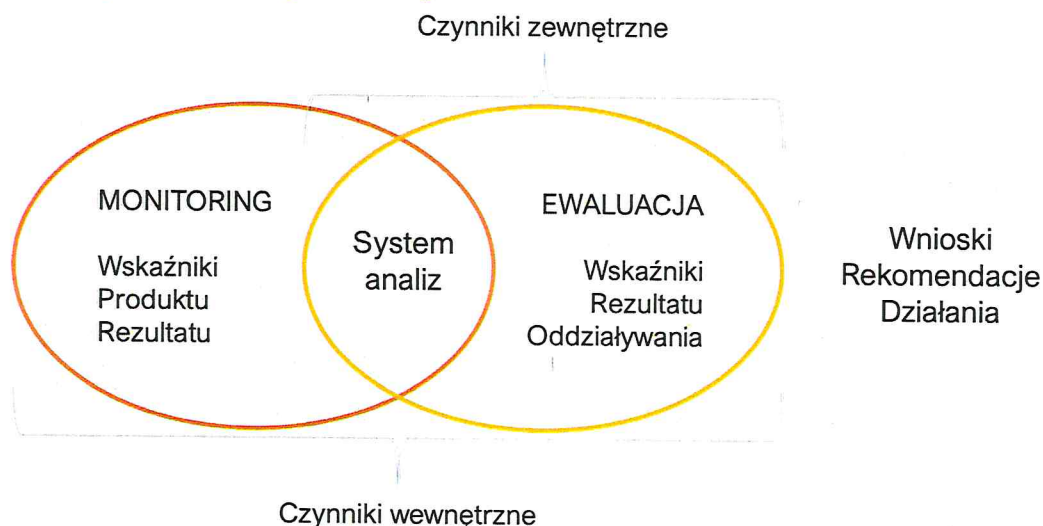 Czynniki zewnętrzne
MONITORING
Wskaźniki
Produktu
Rezultatu
System
analiz
EWALUACJA
Wskaźniki
Rezultatu
Oddziaływania
Wnioski
Rekomendacje
Działania
Czynniki wewnętrzne